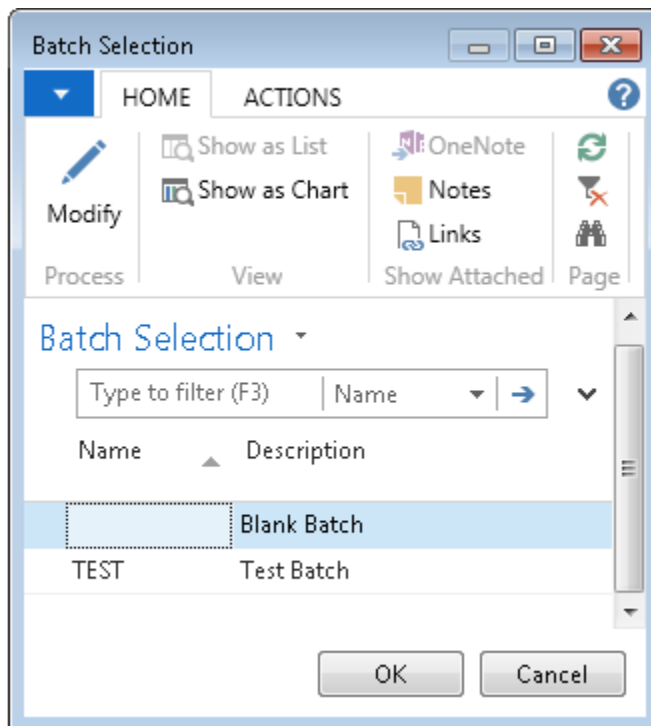 Batch Selection
HOME ACTIONS
Modify
Show as List
Show as Chart
OneNote
Notes
Links
Process View Show Attached Page
Batch Selection
Type to filter (F3) Name
Name Description
Blank Batch
TEST Test Batch
OK Cancel